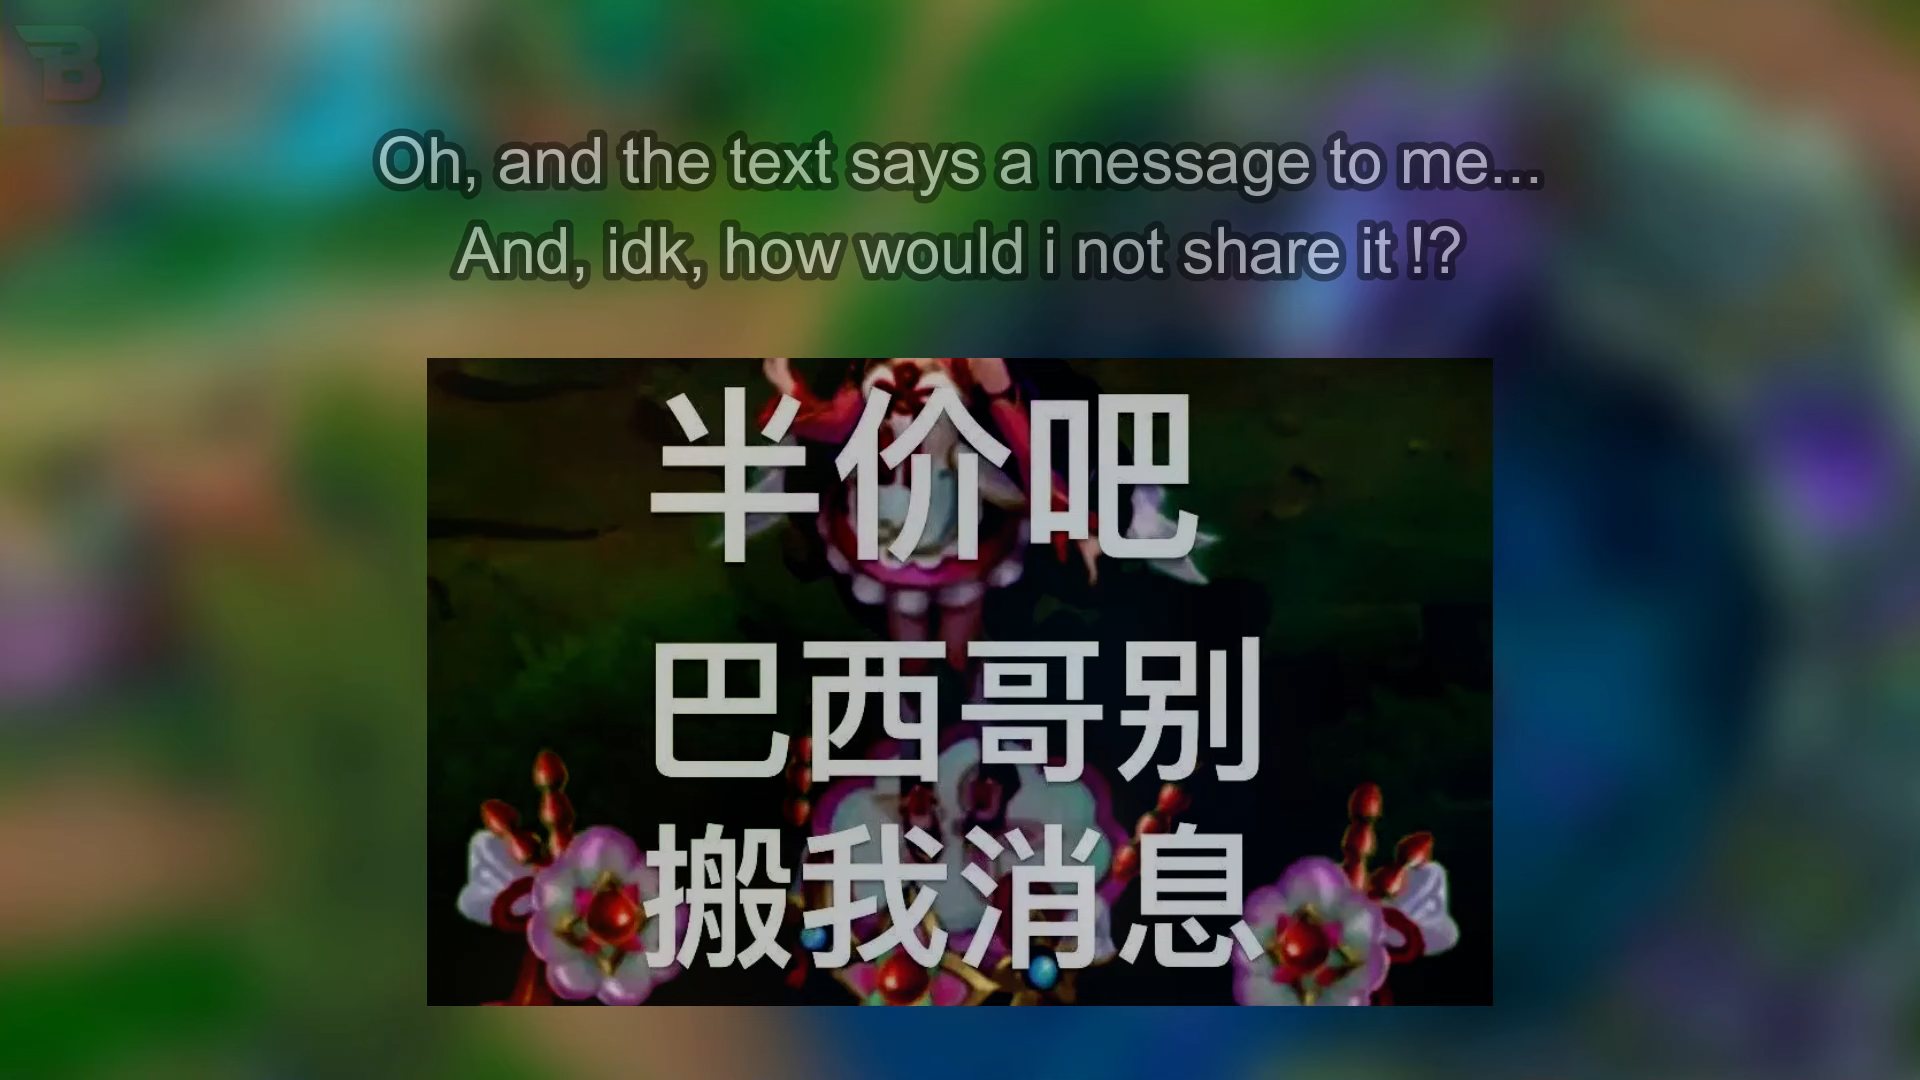 B
Oh, and the text says a message to me...
And, idk, how would i not share it !?
半价吧
巴西哥别
搬我消息